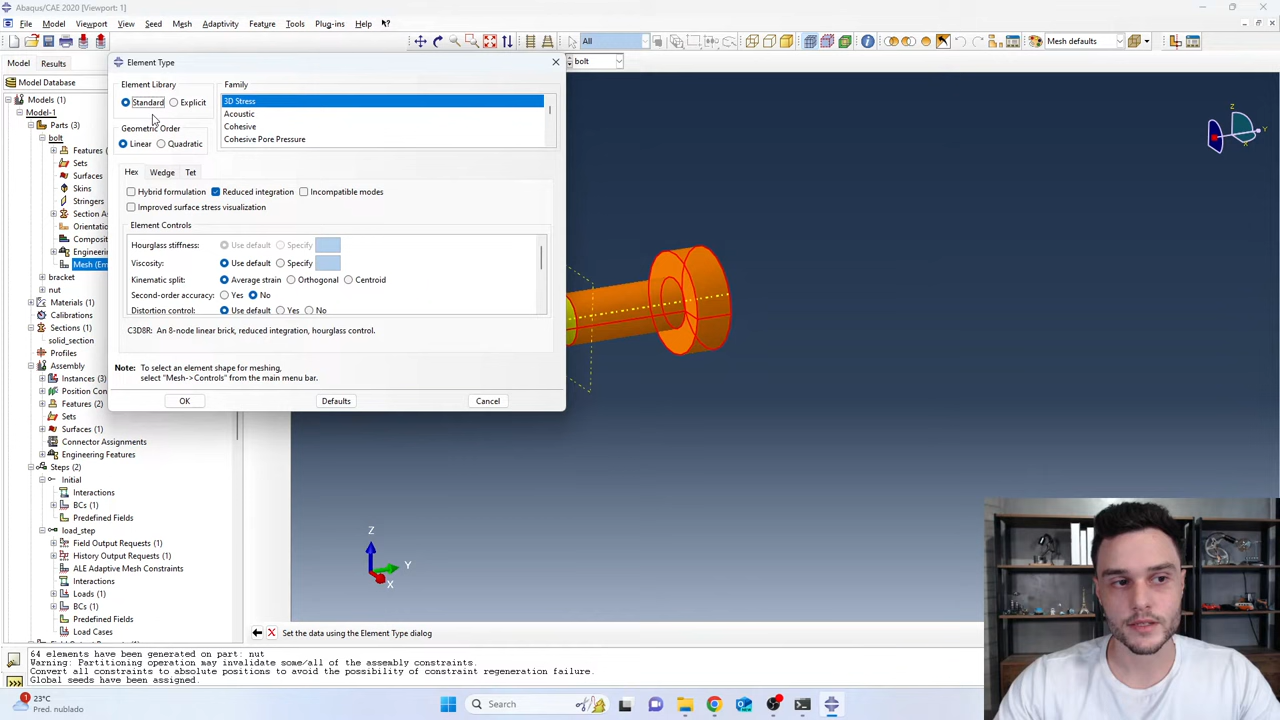 Abaqus/CAE 2020 [Viewport: 1]
File Model Viewport View Seed Mesh Adaptivity Feature Tools Plug-ins Help
All Mesh defaults
Model Results
Element Type
bolt
Model Database
Models (1)
Model-1
Parts (3)
bolt
Features
Sets
Surfaces
Skins
Stringers
Section As
Orientatio
Composit
Engineerin
Mesh (Em
bracket
nut
Materials (1)
Calibrations
Sections (1)
solid_section
Profiles
Assembly
Instances (3)
Position Con
Features (2)
Sets
Surfaces (1)
Connector Assignments
Engineering Features
Steps (2)
Initial
Interactions
BCs (1)
Predefined Fields
load_step
Field Output Requests (1)
History Output Requests (1)
ALE Adaptive Mesh Constraints
Interactions
Loads (1)
BCs (1)
Predefined Fields
Load Cases
Element Library
Standard Explicit
Geometric Order
Linear Quadratic
Family
3D Stress
Acoustic
Cohesive
Cohesive Pore Pressure
Hex Wedge Tet
Hybrid formulation Reduced integration Incompatible modes
Improved surface stress visualization
Element Controls
Hourglass stiffness: Use default Specify
Viscosity: Use default Specify
Kinematic split: Average strain Orthogonal Centroid
Second-order accuracy: Yes No
Distortion control: Use default Yes No
C3D8R: An 8-node linear brick, reduced integration, hourglass control.
Note: To select an element shape for meshing,
select "Mesh->Controls" from the main menu bar.
OK Defaults Cancel
Z
Y
X
Z
Y
X
Set the data using the Element Type dialog
64 elements have been generated on part: nut
Warning: Partitioning operation may invalidate some/all of the assembly constraints.
Convert all constraints to absolute positions to avoid the possibility of constraint regeneration failure.
Global seeds have been assigned.
1
23°C
Pred. nublado
Search